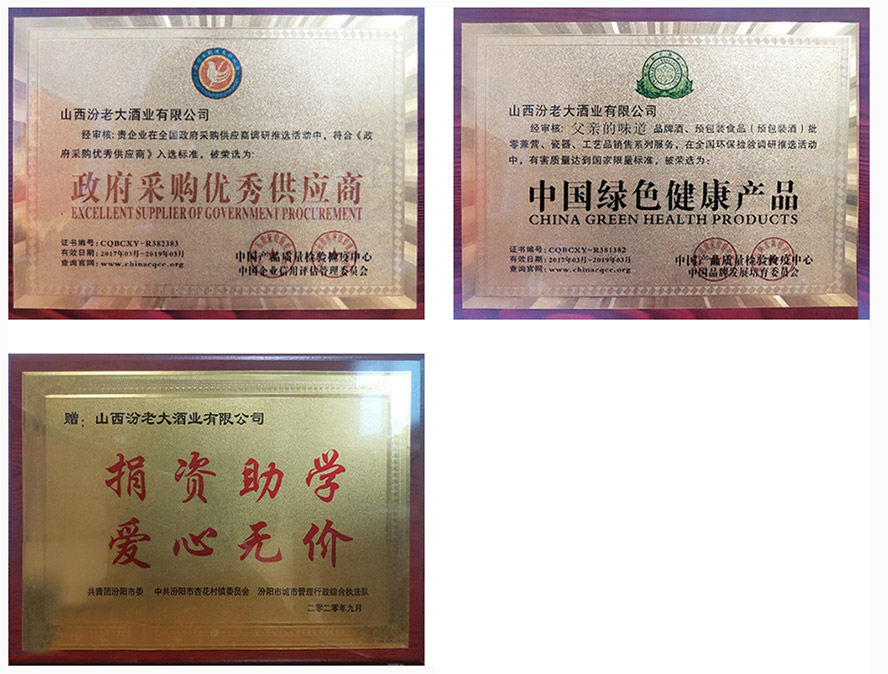 山西汾老大酒业有限公司
经审核:贵企业在全国政府采购供应商调研推选活动中，符合《政
府采购优秀供应商》入选标准，被荣选为:
政府采购优秀供应商
EXCELLENT SUPPLIER OF GOVERNMENT PROCUREMENT
证书编号:CQBCXY-R382383
有效日期:2017年03月-2019年03月
查询官网:www.chinacqcc.org
中国产品质量检验检疫中心
中国企业信用评估管理委员会
山西汾老大酒业有限公司
经审核:父亲的味道 品牌酒、预包装食品(预包装酒)批
零兼营、瓷器、工艺品销售系列服务，在全国环保检验调研推选活动
中，有害质量达到国家限量标准，被荣选为:
中国绿色健康产品
CHINA GREEN HEALTH PRODUCTS
证书编号:CQBCXY-R381382
有效日期:2017年03月-2019年03月
查询官网:www.chinacqcc.org
中国产品质量检验检疫中心
中国品牌发展培育委员会
赠：山西汾老大酒业有限公司
捐资助学
爱心无价
共青团汾阳市委 中共汾阳市杏花村镇委员会 汾阳市城市管理行政综合执法队
二零二零年九月